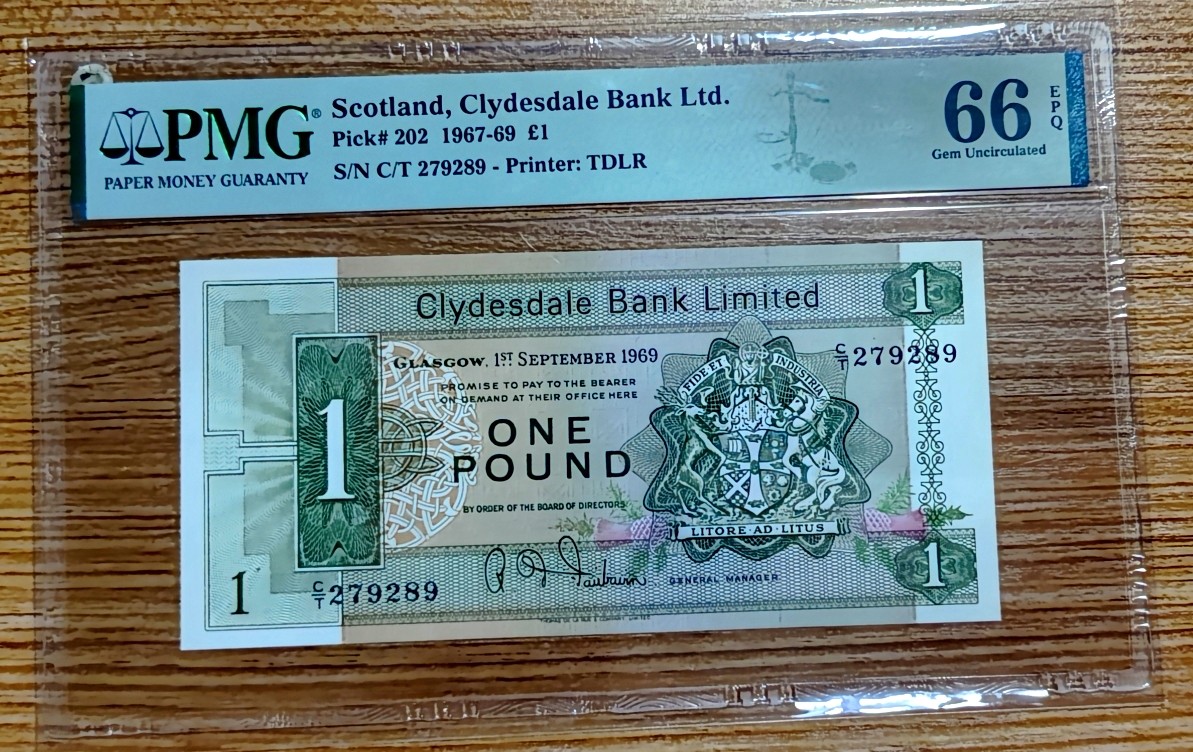 PMG®
PAPER MONEY GUARANTY
Scotland, Clydesdale Bank Ltd.
Pick# 202 1967-69 £1
S/N C/T 279289 - Printer: TDLR
66
EPQ
Gem Uncirculated
Clydesdale Bank Limited
1
GLASGOW, 1ST SEPTEMBER 1969
C/T 279289
PROMISE TO PAY TO THE BEARER
ON DEMAND AT THEIR OFFICE HERE
FIDE ET INDUSTRIA
1
ONE
POUND
BY ORDER OF THE BOARD OF DIRECTORS
LITORE·AD·LITUS
GENERAL MANAGER
1
1
C/T 279289